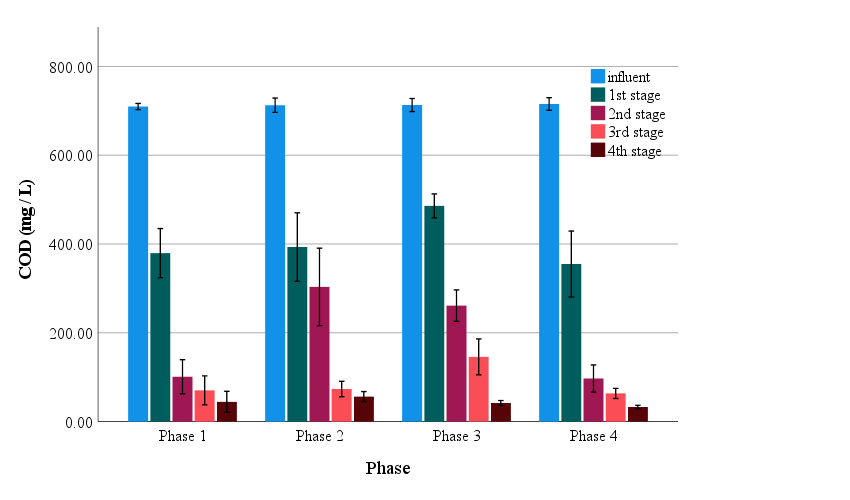 800.00
600.00
400.00
200.00
0.00
COD (mg / L)
influent
1st stage
2nd stage
3rd stage
4th stage
Phase 1 Phase 2 Phase 3 Phase 4
Phase